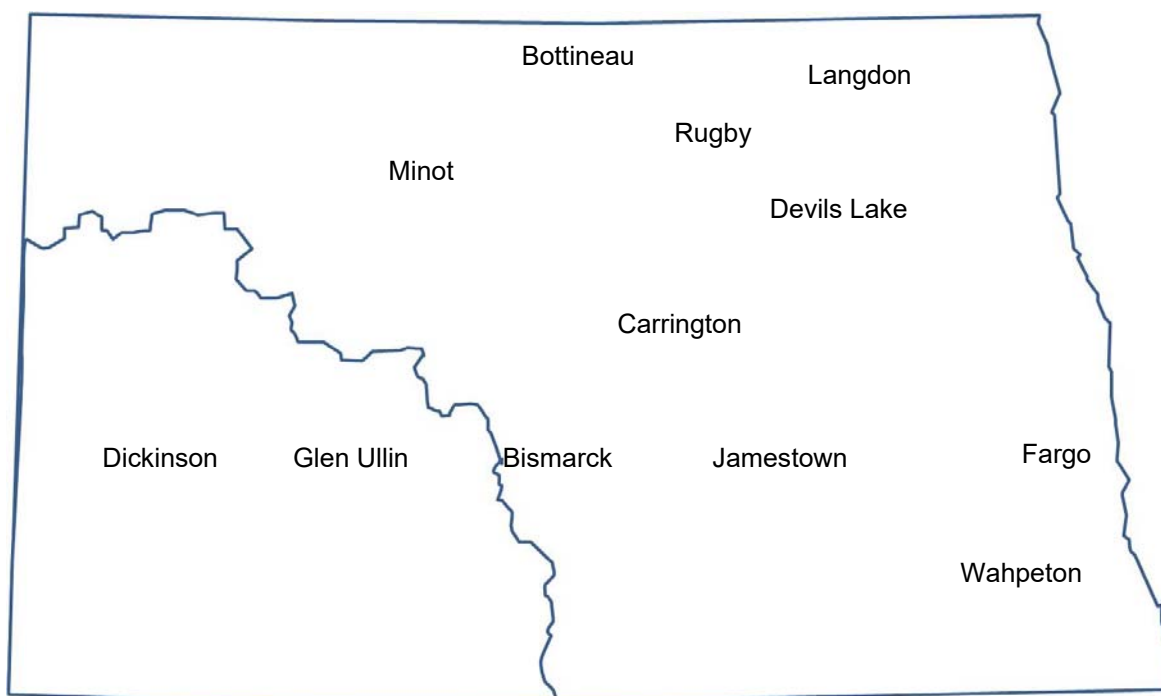 Bottineau
Langdon
Rugby
Minot
Devils Lake
Carrington
Dickinson
Glen Ullin
Bismarck
Jamestown
Fargo
Wahpeton